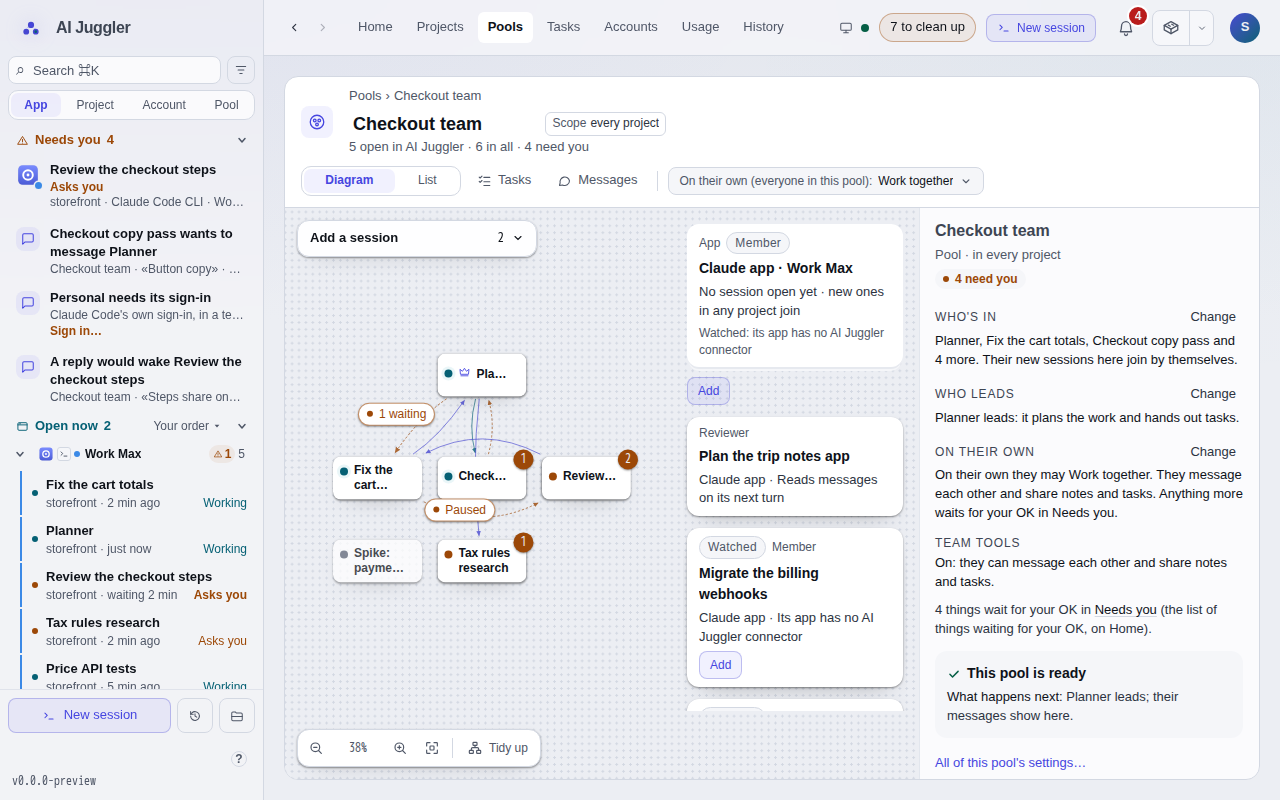 AI Juggler
Search ⌘K
App
Project
Account
Pool
Needs you 4
Review the checkout steps
Asks you
storefront · Claude Code CLI · Wo…
Checkout copy pass wants to
message Planner
Checkout team · «Button copy» · …
Personal needs its sign-in
Claude Code's own sign-in, in a te…
Sign in…
A reply would wake Review the
checkout steps
Checkout team · «Steps share on…
Open now 2
Your order
Work Max
1
5
Fix the cart totals
storefront · 2 min ago
Working
Planner
storefront · just now
Working
Review the checkout steps
storefront · waiting 2 min
Asks you
Tax rules research
storefront · 2 min ago
Asks you
Price API tests
storefront · 5 min ago
Working
New session
?
v0.0.0-preview
Home
Projects
Pools
Tasks
Accounts
Usage
History
7 to clean up
New session
4
S
Pools › Checkout team
Checkout team
Scope every project
5 open in AI Juggler · 6 in all · 4 need you
Diagram
List
Tasks
Messages
On their own (everyone in this pool): Work together
Add a session
2
Pla…
1 waiting
Fix the
cart…
Check…
1
Review…
2
Paused
Spike:
payme…
Tax rules
research
1
38%
Tidy up
App
Member
Claude app · Work Max
No session open yet · new ones
in any project join
Watched: its app has no AI Juggler
connector
Add
Reviewer
Plan the trip notes app
Claude app · Reads messages
on its next turn
Watched
Member
Migrate the billing
webhooks
Claude app · Its app has no AI
Juggler connector
Add
Checkout team
Pool · in every project
4 need you
WHO'S IN
Change
Planner, Fix the cart totals, Checkout copy pass and
4 more. Their new sessions here join by themselves.
WHO LEADS
Change
Planner leads: it plans the work and hands out tasks.
ON THEIR OWN
Change
On their own they may Work together. They message
each other and share notes and tasks. Anything more
waits for your OK in Needs you.
TEAM TOOLS
On: they can message each other and share notes
and tasks.
4 things wait for your OK in Needs you (the list of
things waiting for your OK, on Home).
This pool is ready
What happens next: Planner leads; their
messages show here.
All of this pool's settings…